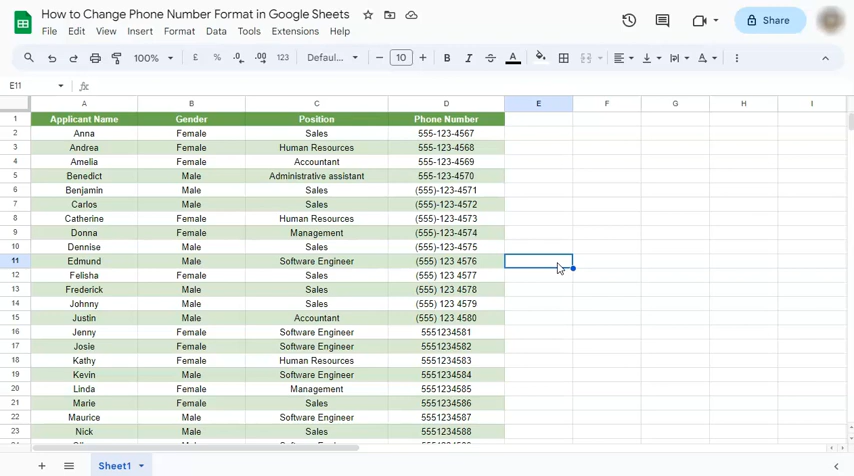 How to Change Phone Number Format in Google Sheets
File Edit View Insert Format Data Tools Extensions Help
Share
100% £ % .0 .00 123 Defaul... − 10 + B I S A
E11 fx
A B C D E F G H I
1 Applicant Name Gender Position Phone Number
2 Anna Female Sales 555-123-4567
3 Andrea Female Human Resources 555-123-4568
4 Amelia Female Accountant 555-123-4569
5 Benedict Male Administrative assistant 555-123-4570
6 Benjamin Male Sales (555)-123-4571
7 Carlos Male Sales (555)-123-4572
8 Catherine Female Human Resources (555)-123-4573
9 Donna Female Management (555)-123-4574
10 Dennise Male Sales (555)-123-4575
11 Edmund Male Software Engineer (555) 123 4576
12 Felisha Female Sales (555) 123 4577
13 Frederick Male Sales (555) 123 4578
14 Johnny Male Sales (555) 123 4579
15 Justin Male Accountant (555) 123 4580
16 Jenny Female Software Engineer 5551234581
17 Josie Female Software Engineer 5551234582
18 Kathy Female Human Resources 5551234583
19 Kevin Male Software Engineer 5551234584
20 Linda Female Management 5551234585
21 Marie Female Sales 5551234586
22 Maurice Male Software Engineer 5551234587
23 Nick Male Sales 5551234588
Sheet1